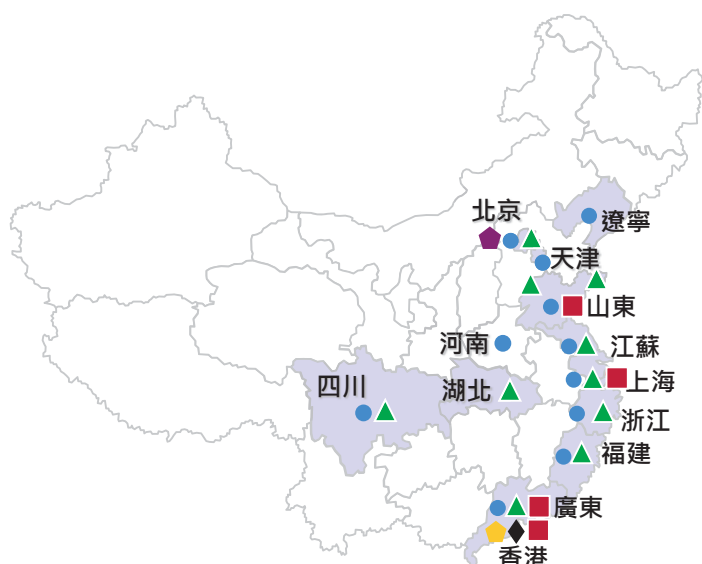 北京
遼寧
天津
山東
河南
江蘇
四川
湖北
上海
浙江
福建
廣東
香港